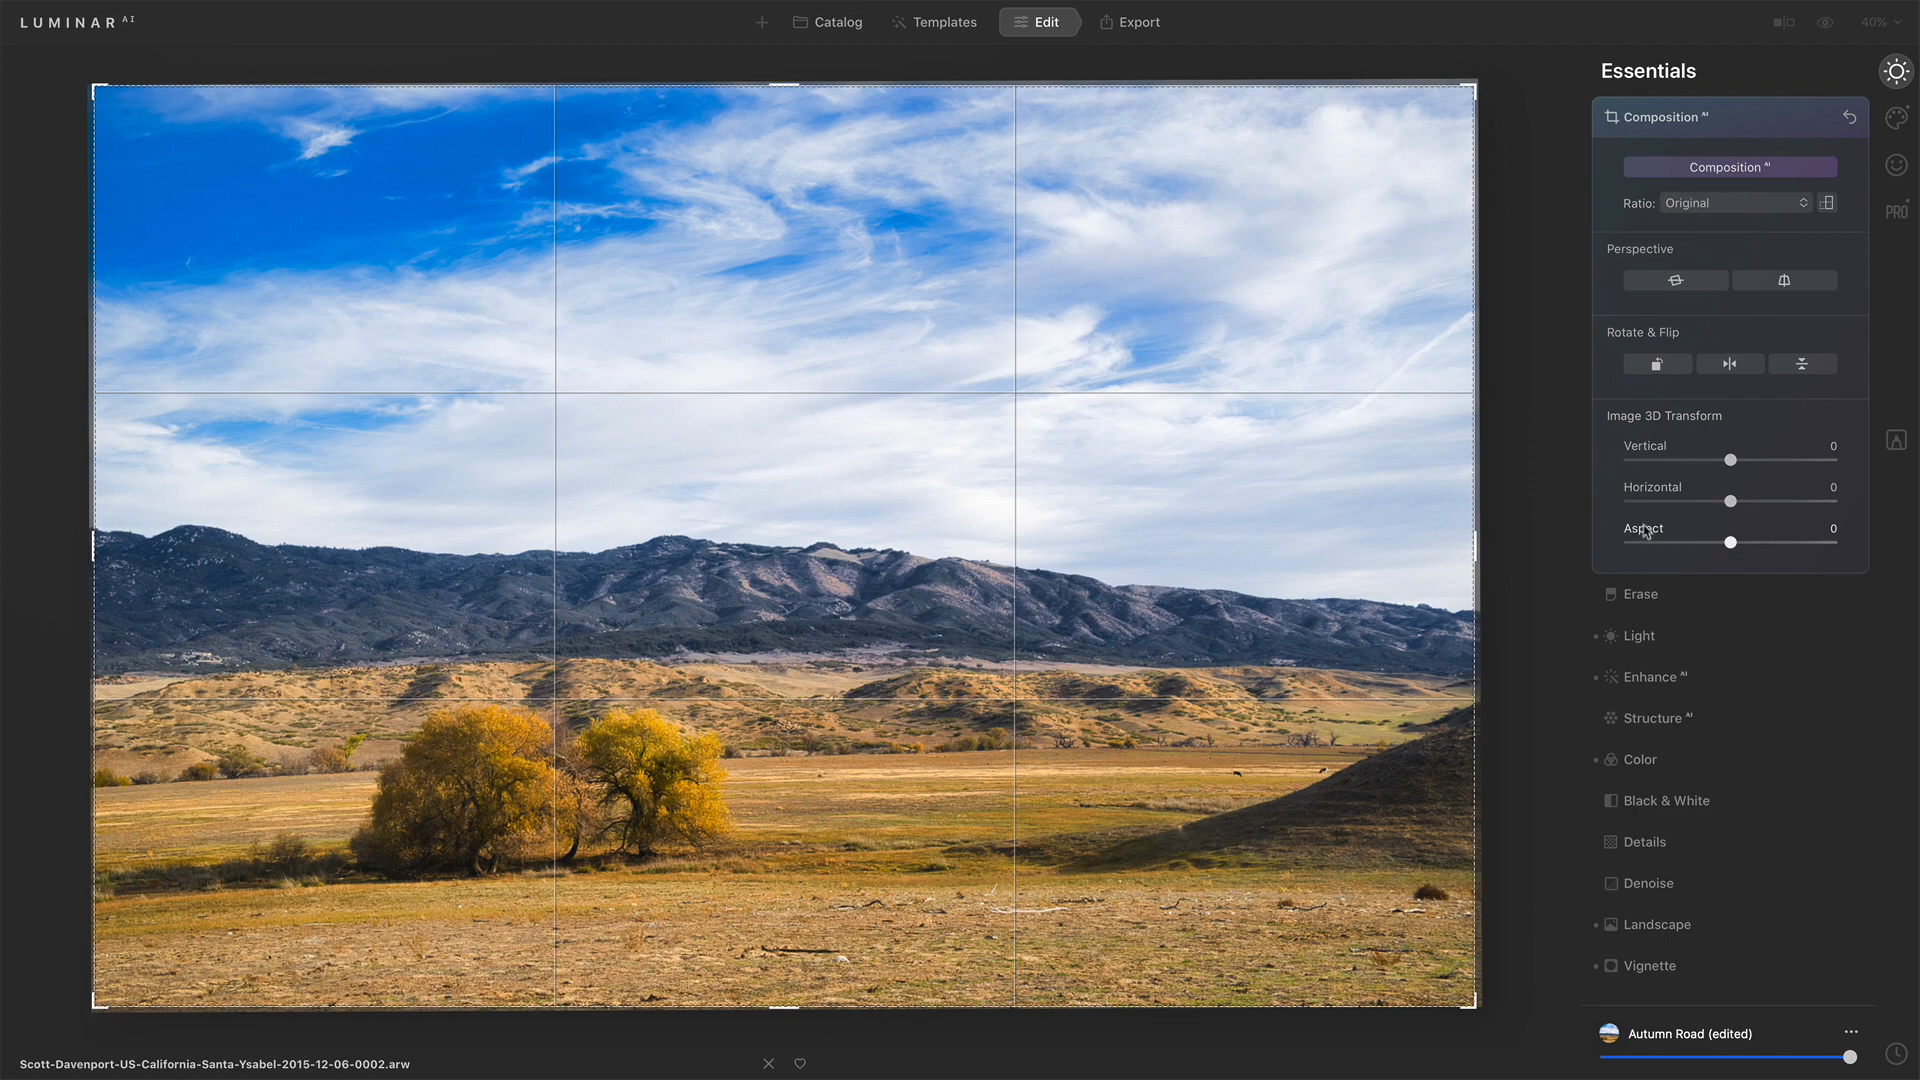 LUMINAR AI
Catalog
Templates
Edit
Export
40%
Essentials
Composition AI
Composition AI
Ratio: Original
Perspective
Rotate & Flip
Image 3D Transform
Vertical 0
Horizontal 0
Aspect 0
Erase
Light
Enhance AI
Structure AI
Color
Black & White
Details
Denoise
Landscape
Vignette
PRO
Autumn Road (edited)
Scott-Davenport-US-California-Santa-Ysabel-2015-12-06-0002.arw